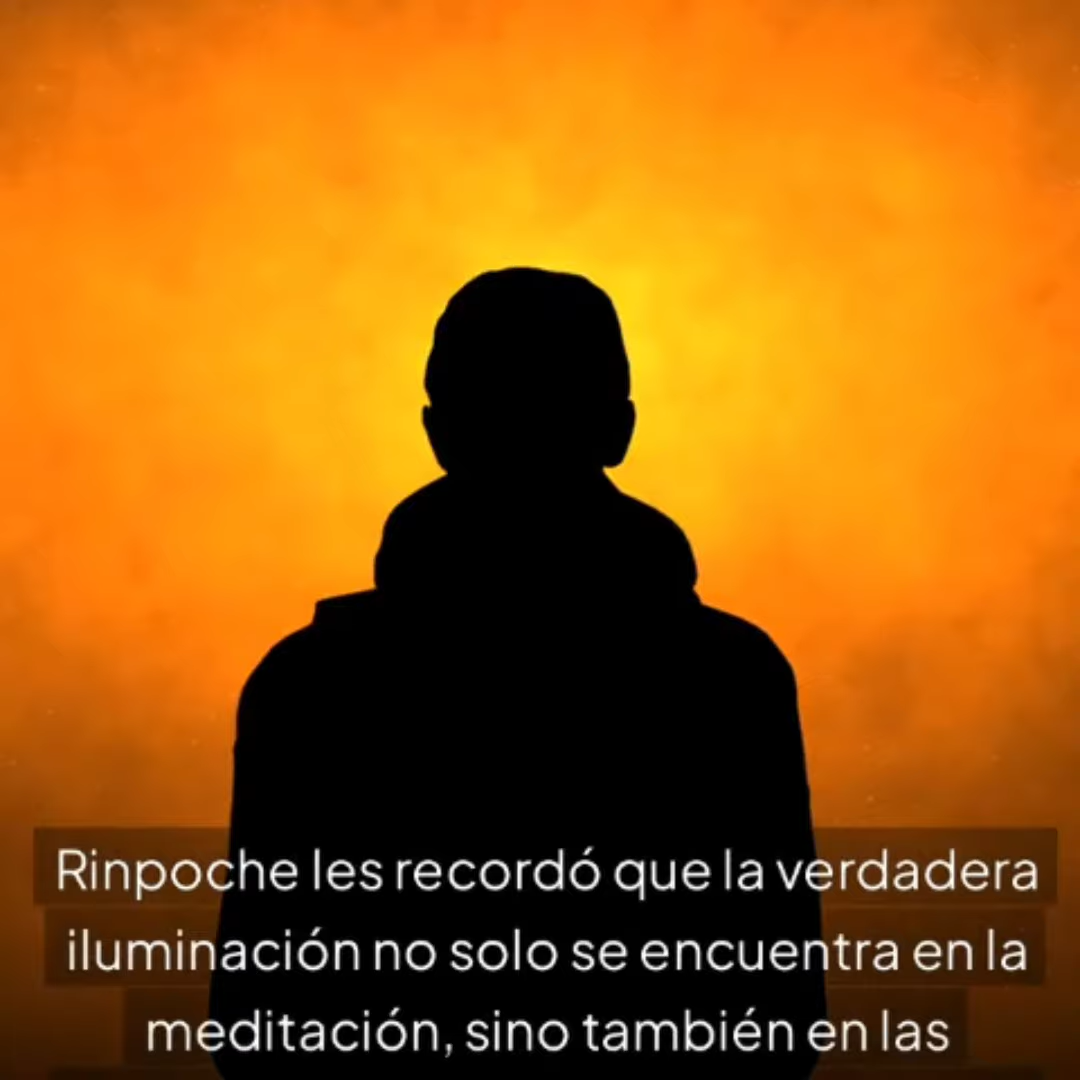 Rinpoche les recordó que la verdadera
iluminación no solo se encuentra en la
meditación, sino también en las